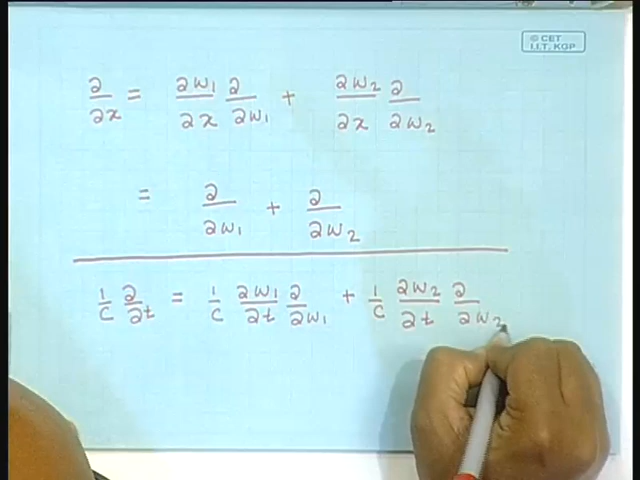 © CET
I.I.T. KGP
∂/∂x = ∂w₁/∂x ∂/∂w₁ + ∂w₂/∂x ∂/∂w₂
= ∂/∂w₁ + ∂/∂w₂
1/c ∂/∂t = 1/c ∂w₁/∂t ∂/∂w₁ + 1/c ∂w₂/∂t ∂/∂w₂